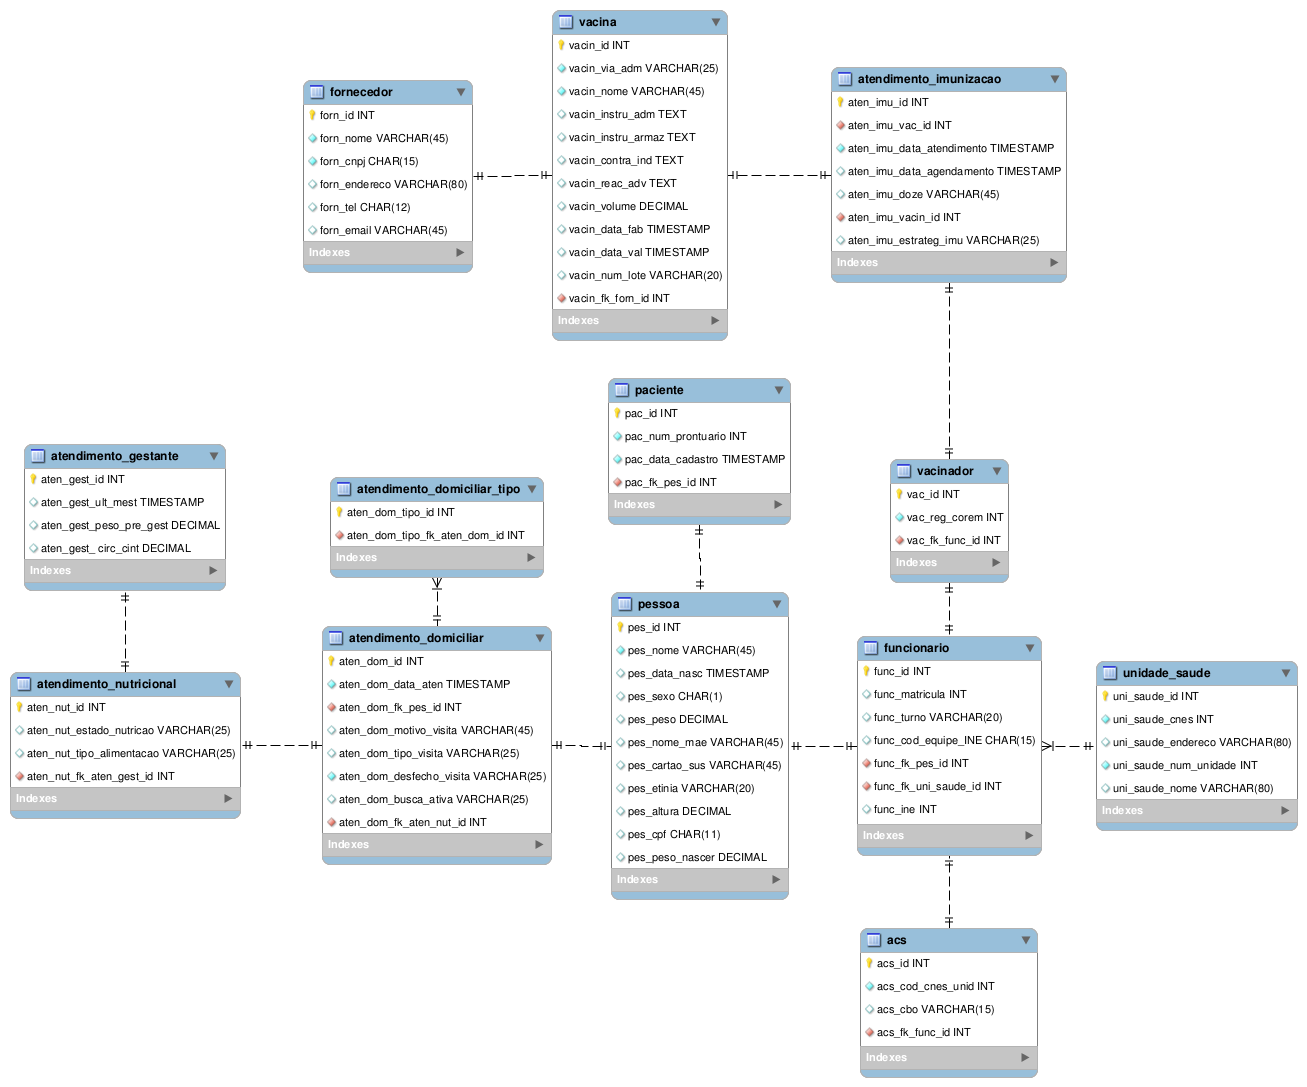 vacina
vacin_id INT
vacin_via_adm VARCHAR(25)
vacin_nome VARCHAR(45)
vacin_instru_adm TEXT
vacin_instru_armaz TEXT
vacin_contra_ind TEXT
vacin_reac_adv TEXT
vacin_volume DECIMAL
vacin_data_fab TIMESTAMP
vacin_data_val TIMESTAMP
vacin_num_lote VARCHAR(20)
vacin_fk_forn_id INT
Indexes
fornecedor
forn_id INT
forn_nome VARCHAR(45)
forn_cnpj CHAR(15)
forn_endereco VARCHAR(80)
forn_tel CHAR(12)
forn_email VARCHAR(45)
Indexes
atendimento_imunizacao
aten_imu_id INT
aten_imu_vac_id INT
aten_imu_data_atendimento TIMESTAMP
aten_imu_data_agendamento TIMESTAMP
aten_imu_doze VARCHAR(45)
aten_imu_vacin_id INT
aten_imu_estrateg_imu VARCHAR(25)
Indexes
paciente
pac_id INT
pac_num_prontuario INT
pac_data_cadastro TIMESTAMP
pac_fk_pes_id INT
Indexes
atendimento_gestante
aten_gest_id INT
aten_gest_ult_mest TIMESTAMP
aten_gest_peso_pre_gest DECIMAL
aten_gest_ circ_cint DECIMAL
Indexes
atendimento_domiciliar_tipo
aten_dom_tipo_id INT
aten_dom_tipo_fk_aten_dom_id INT
Indexes
vacinador
vac_id INT
vac_reg_corem INT
vac_fk_func_id INT
Indexes
atendimento_nutricional
aten_nut_id INT
aten_nut_estado_nutricao VARCHAR(25)
aten_nut_tipo_alimentacao VARCHAR(25)
aten_nut_fk_aten_gest_id INT
Indexes
atendimento_domiciliar
aten_dom_id INT
aten_dom_data_aten TIMESTAMP
aten_dom_fk_pes_id INT
aten_dom_motivo_visita VARCHAR(45)
aten_dom_tipo_visita VARCHAR(25)
aten_dom_desfecho_visita VARCHAR(25)
aten_dom_busca_ativa VARCHAR(25)
aten_dom_fk_aten_nut_id INT
Indexes
pessoa
pes_id INT
pes_nome VARCHAR(45)
pes_data_nasc TIMESTAMP
pes_sexo CHAR(1)
pes_peso DECIMAL
pes_nome_mae VARCHAR(45)
pes_cartao_sus VARCHAR(45)
pes_etinia VARCHAR(20)
pes_altura DECIMAL
pes_cpf CHAR(11)
pes_peso_nascer DECIMAL
Indexes
funcionario
func_id INT
func_matricula INT
func_turno VARCHAR(20)
func_cod_equipe_INE CHAR(15)
func_fk_pes_id INT
func_fk_uni_saude_id INT
func_ine INT
Indexes
unidade_saude
uni_saude_id INT
uni_saude_cnes INT
uni_saude_endereco VARCHAR(80)
uni_saude_num_unidade INT
uni_saude_nome VARCHAR(80)
Indexes
acs
acs_id INT
acs_cod_cnes_unid INT
acs_cbo VARCHAR(15)
acs_fk_func_id INT
Indexes